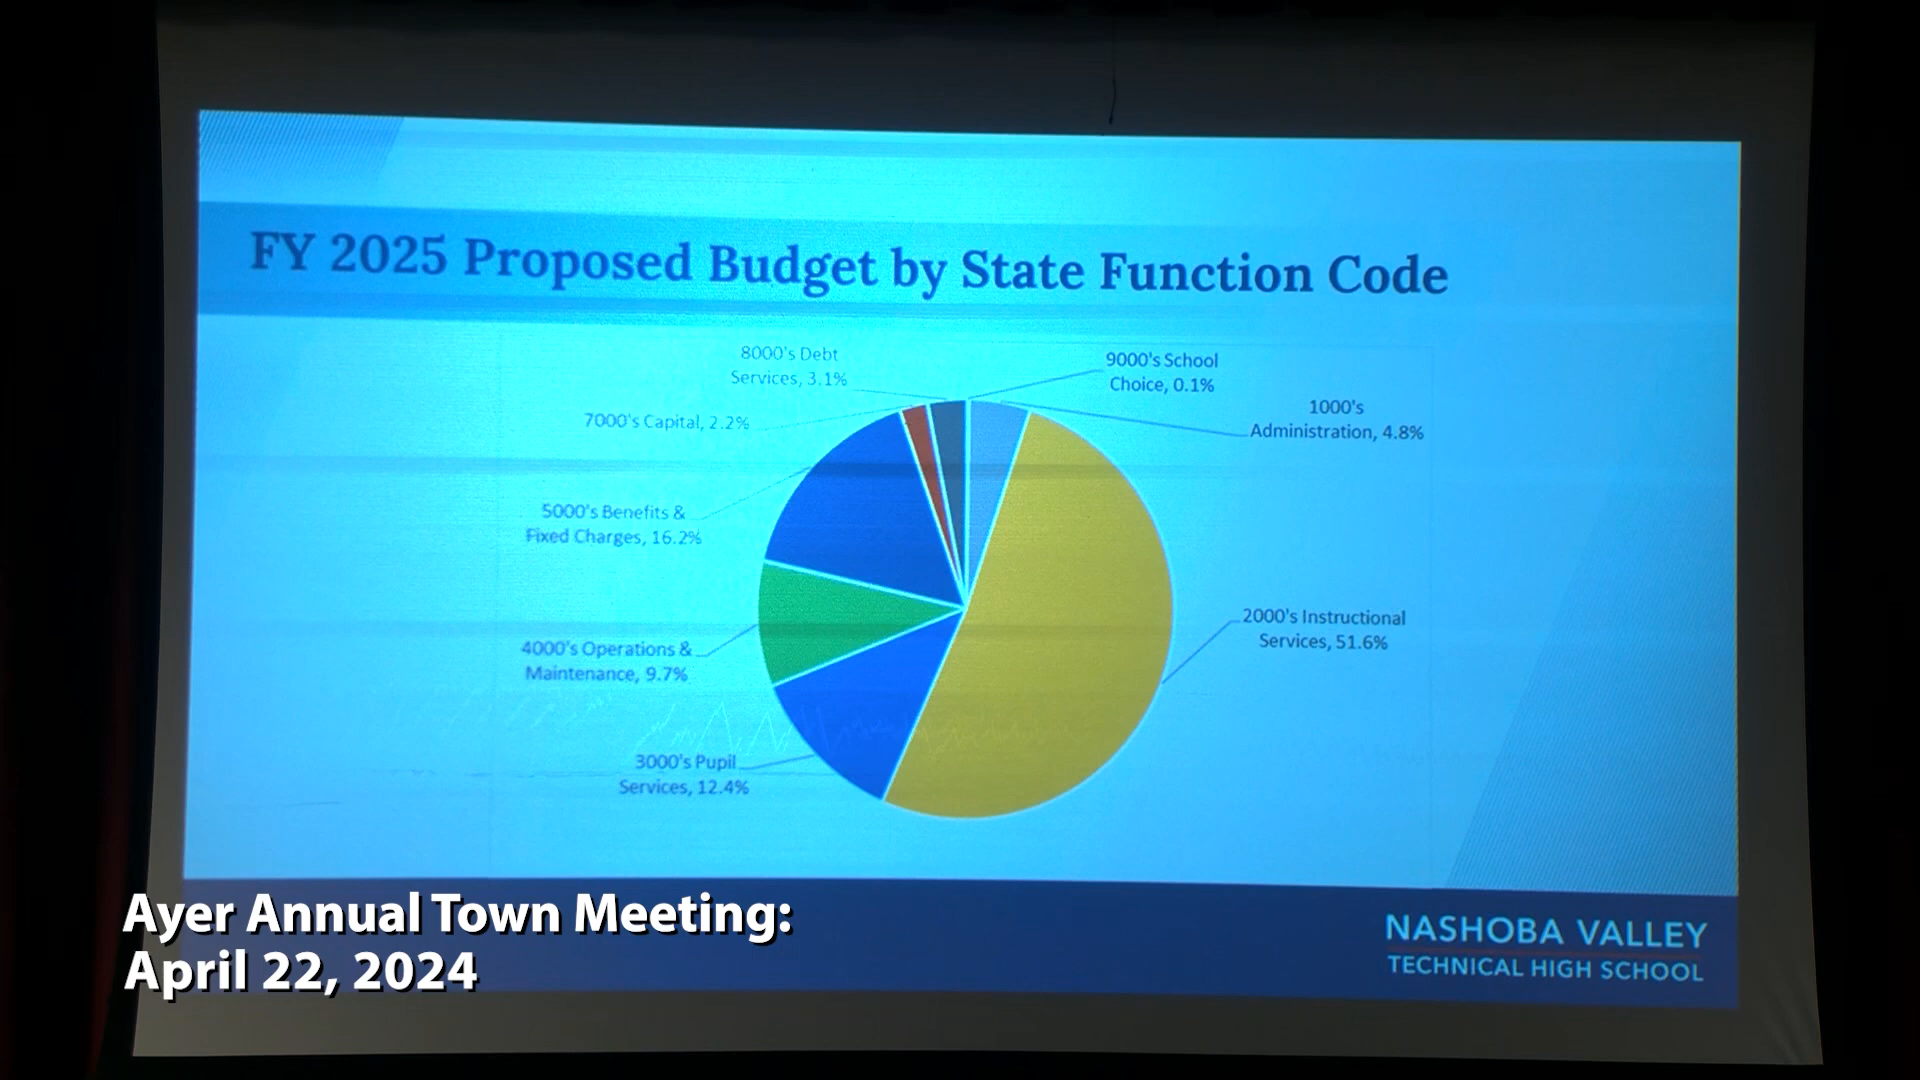 FY 2025 Proposed Budget by State Function Code
8000's Debt
Services, 3.1%
9000's School
Choice, 0.1%
7000's Capital, 2.2%
1000's
Administration, 4.8%
5000's Benefits &
Fixed Charges, 16.2%
2000's Instructional
Services, 51.6%
4000's Operations &
Maintenance, 9.7%
3000's Pupil
Services, 12.4%
Ayer Annual Town Meeting:
April 22, 2024
NASHOBA VALLEY
TECHNICAL HIGH SCHOOL